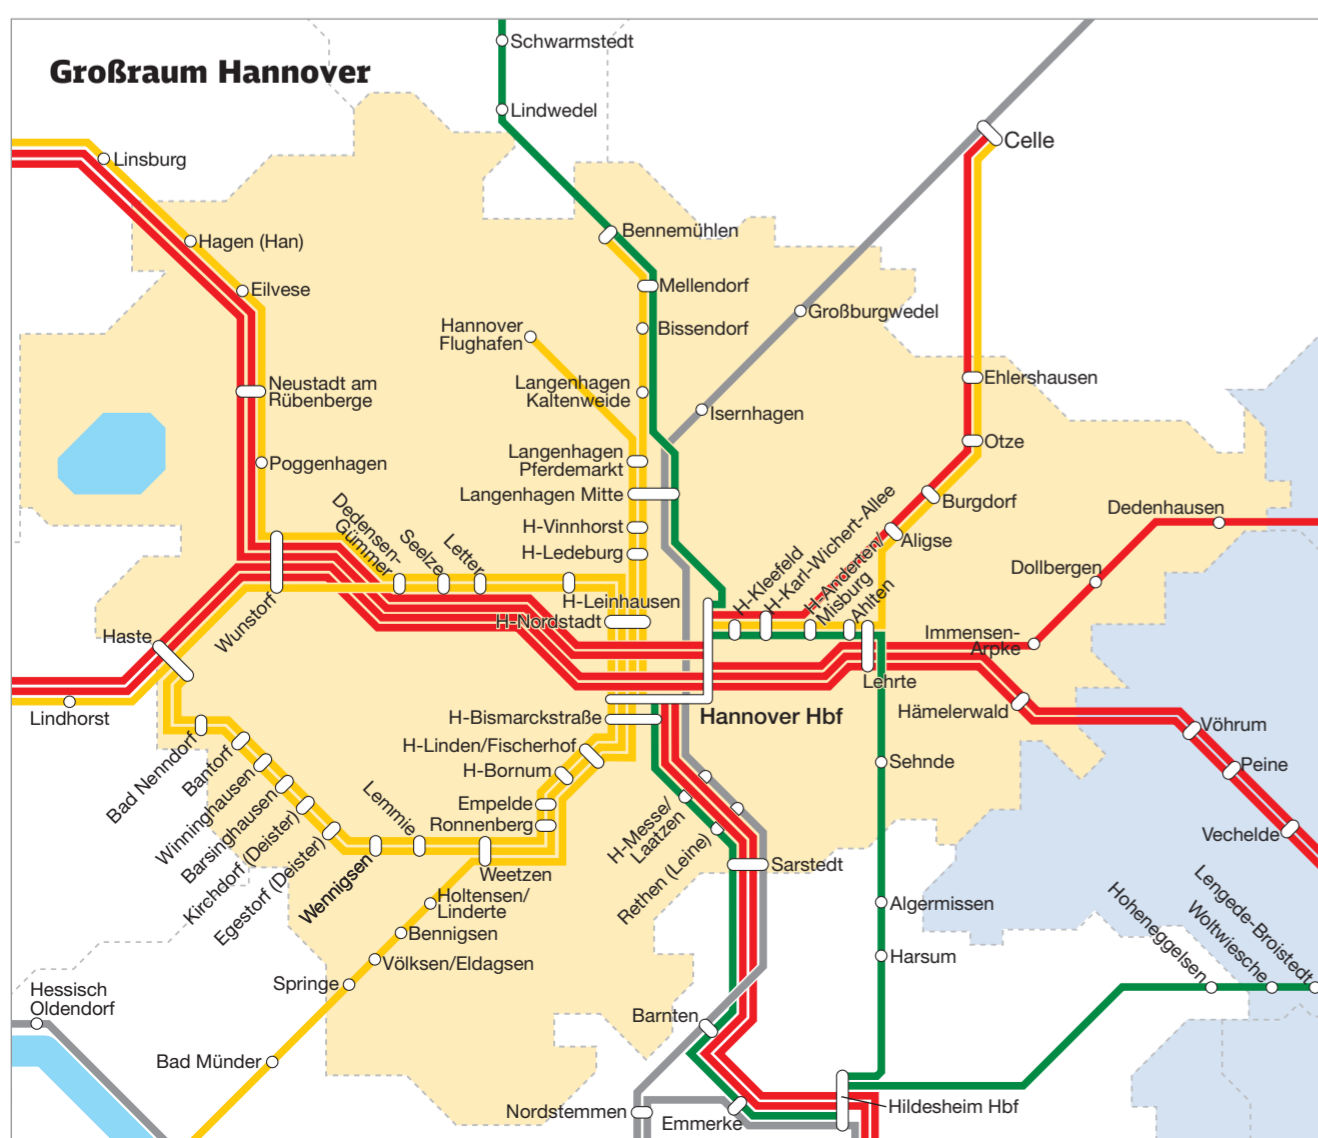 Großraum Hannover
Schwarmstedt
Lindwedel
Celle
Linsburg
Hagen (Han)
Bennemühlen
Eilvese
Mellendorf
Großburgwedel
Hannover
Flughafen
Bissendorf
Neustadt am
Rübenberge
Langenhagen
Kaltenweide
Ehlershausen
Isernhagen
Otze
Poggenhagen
Langenhagen
Pferdemarkt
Langenhagen Mitte
Burgdorf
Dedenhausen
H-Vinnhorst
H-Ledeburg
Aligse
Dedensen-
Gümmer
Seelze
Letter
H-Leinhausen
H-Nordstadt
H-Kleefeld
H-Karl-Wichert-Allee
H-Anderten/
Misburg
Ahlten
Dollbergen
Immensen-
Arpke
Wunstorf
Haste
Lehrte
Lindhorst
H-Bismarckstraße
Hannover Hbf
Hämelerwald
Vöhrum
H-Linden/Fischerhof
H-Bornum
Sehnde
Peine
Bad Nenndorf
Bantorf
Winninghausen
Barsinghausen
Kirchdorf (Deister)
Egestorf (Deister)
Wennigsen
Lemmie
Empelde
Ronnenberg
Weetzen
H-Messe/
Laatzen
Rethen (Leine)
Sarstedt
Vechelde
Holtensen/
Linderte
Algermissen
Bennigsen
Harsum
Völksen/Eldagsen
Springe
Hoheneggelsen
Woltwiesche
Lengede-Broistedt
Hessisch
Oldendorf
Barnten
Bad Münder
Nordstemmen
Emmerke
Hildesheim Hbf